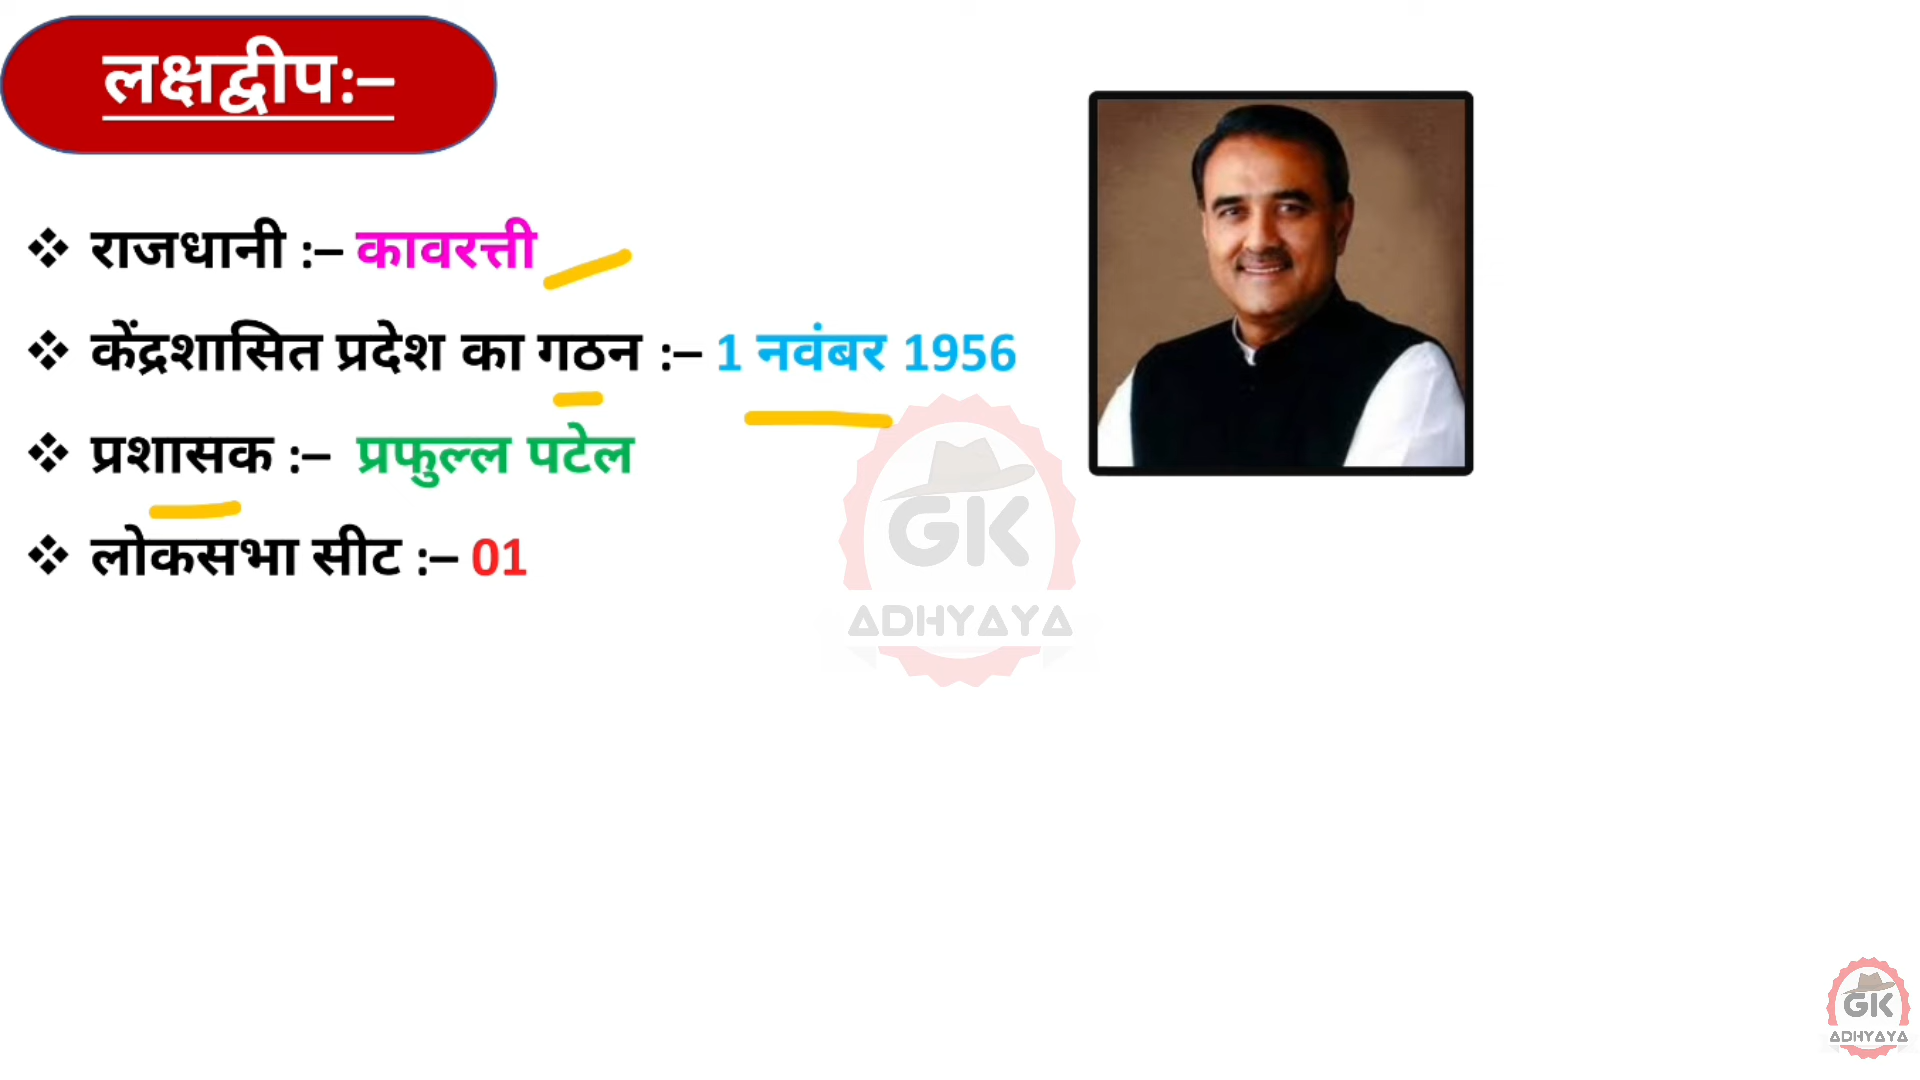 लक्षद्वीप:–
❖ राजधानी :– कावरत्ती
❖ केंद्रशासित प्रदेश का गठन :– 1 नवंबर 1956
❖ प्रशासक :– प्रफुल्ल पटेल
❖ लोकसभा सीट :– 01
GK
ADHYAYA
GK
ADHYAYA